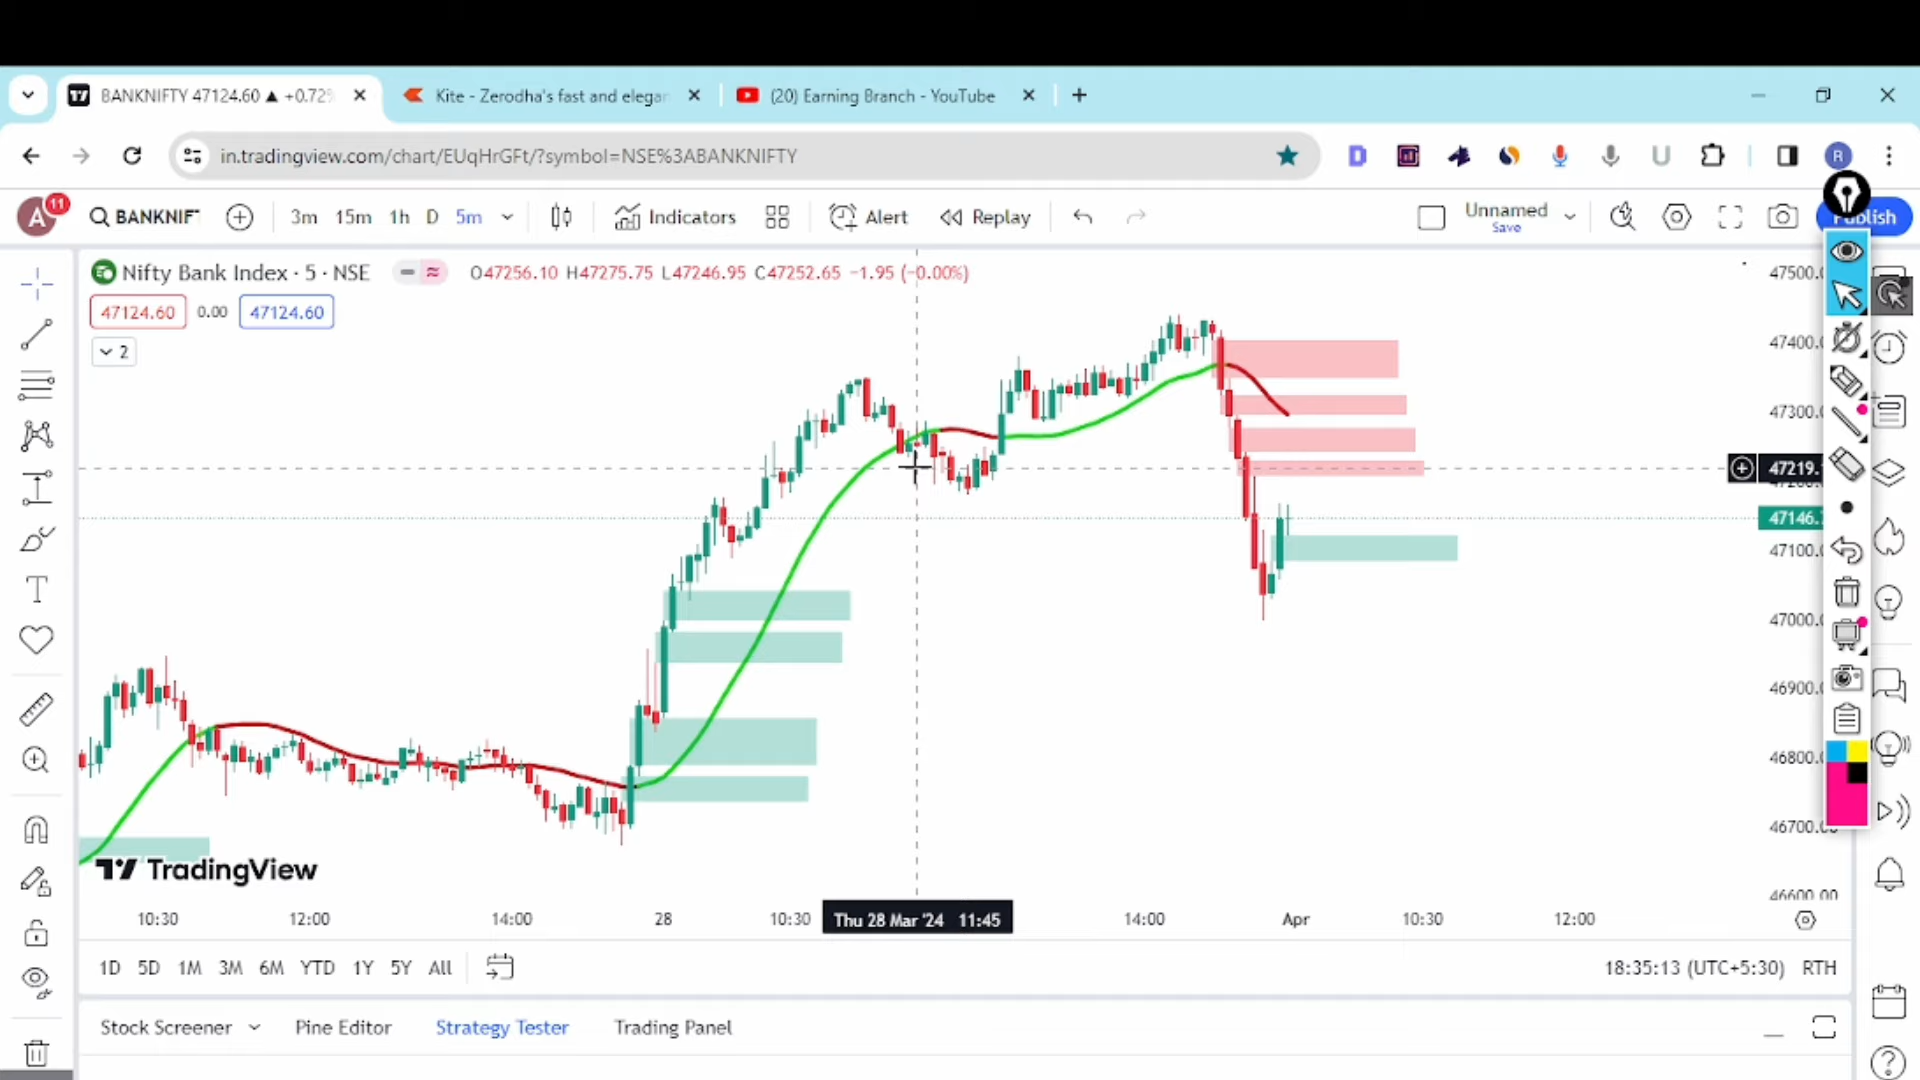 BANKNIFTY 47124.60 ▲ +0.72%
Kite - Zerodha's fast and elegan
(20) Earning Branch - YouTube
in.tradingview.com/chart/EUqHrGFt/?symbol=NSE%3ABANKNIFTY
D
U
R
A 11
BANKNIF
3m 15m 1h D 5m
Indicators
Alert
Replay
Unnamed
Save
Nifty Bank Index · 5 · NSE
O47256.10 H47275.75 L47246.95 C47252.65 −1.95 (−0.00%)
47124.60 0.00 47124.60
2
47500.
47400.
47300.
47219.
47146.
47100.
47000.
46900.
46800.
46700.
46600.00
TradingView
10:30 12:00 14:00 28 10:30 Thu 28 Mar '24 11:45 14:00 Apr 10:30 12:00
1D 5D 1M 3M 6M YTD 1Y 5Y All
18:35:13 (UTC+5:30) RTH
Stock Screener Pine Editor Strategy Tester Trading Panel